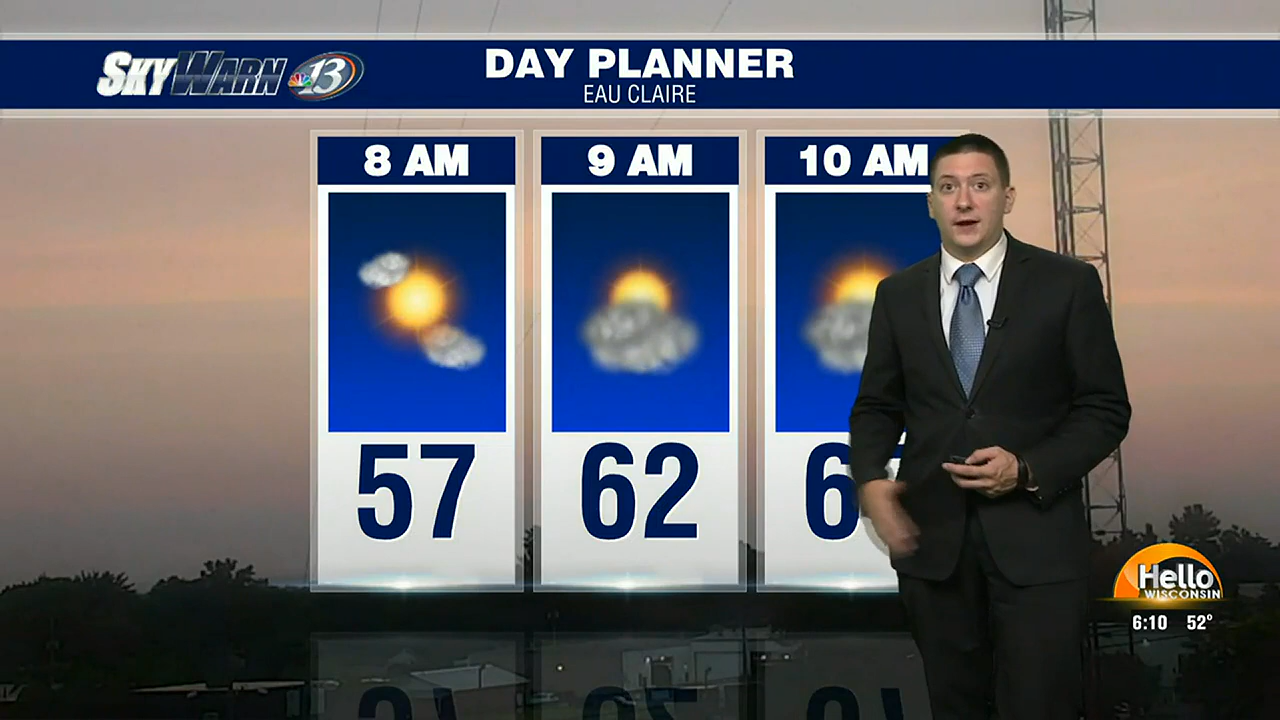 SKYWARN 13
DAY PLANNER
EAU CLAIRE
8 AM
9 AM
10 AM
57
62
Hello
WISCONSIN
6:10 52°